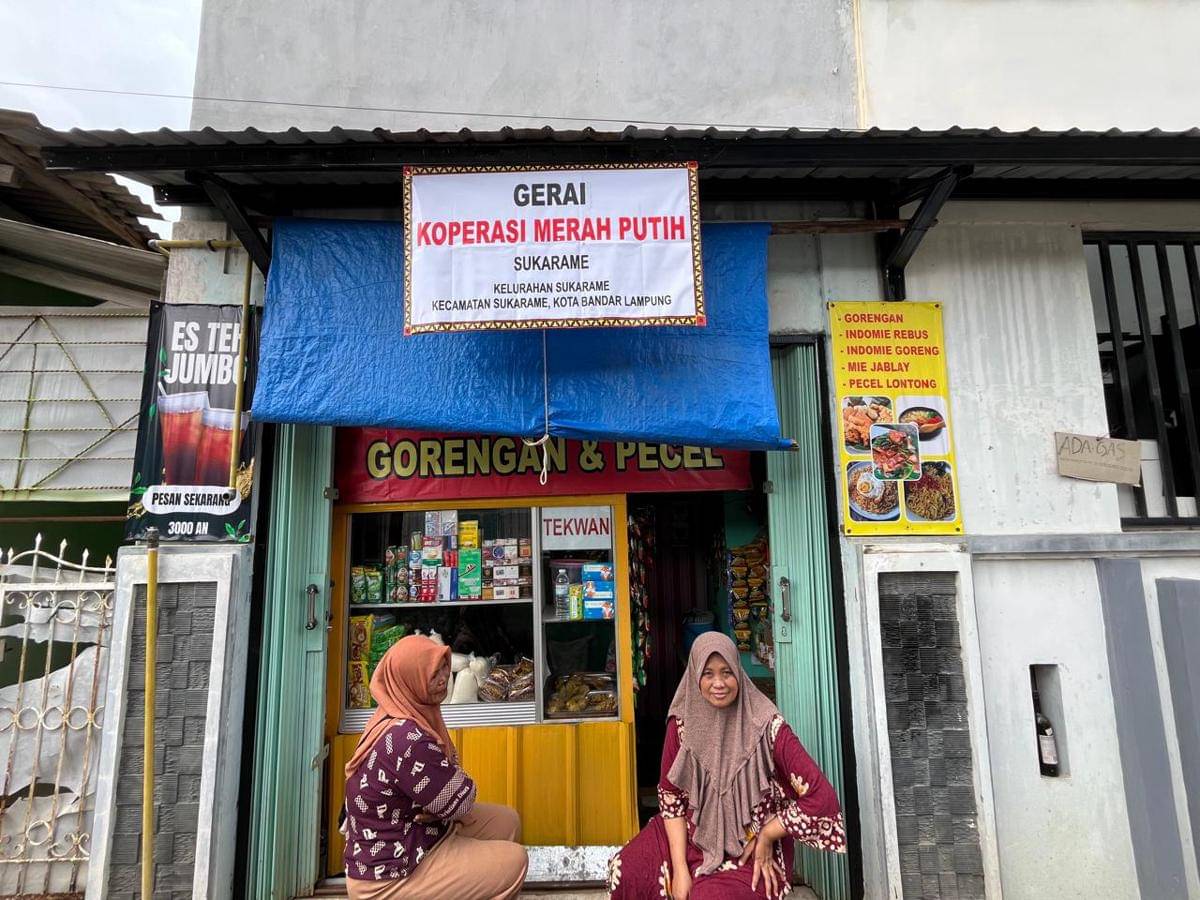 GERAI
KOPERASI MERAH PUTIH
SUKARAME
KELURAHAN SUKARAME
KECAMATAN SUKARAME, KOTA BANDAR LAMPUNG
ES TEH
JUMBO
PESAN SEKARANG
3000 AN
GORENGAN & PECEL
TEKWAN
- GORENGAN
- INDOMIE REBUS
- INDOMIE GORENG
- MIE JABLAY
- PECEL LONTONG
ADA GAS